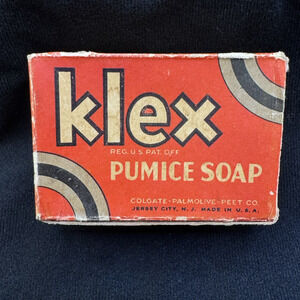 klex
REG. U.S. PAT. OFF.
PUMICE SOAP
COLGATE-PALMOLIVE-PEET CO.
JERSEY CITY, N. J. MADE IN U.S.A.